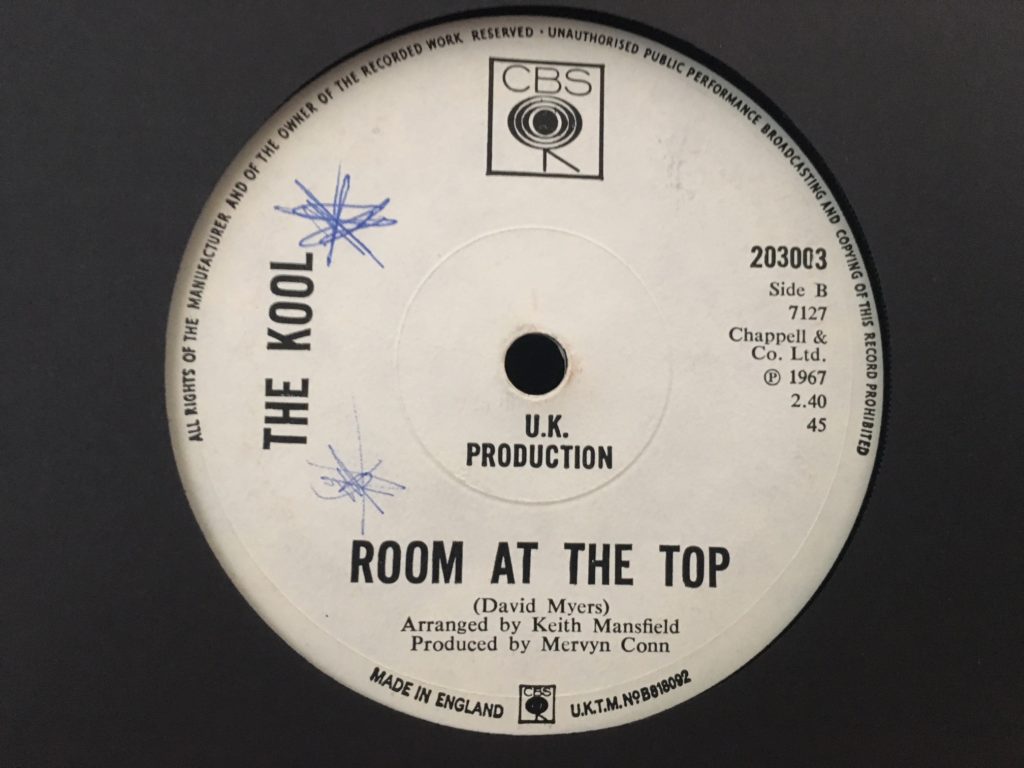 ALL RIGHTS OF THE MANUFACTURER AND OF THE OWNER OF THE RECORDED WORK RESERVED · UNAUTHORISED PUBLIC PERFORMANCE BROADCASTING AND COPYING OF THIS RECORD PROHIBITED
CBS
THE KOOL
203003
Side B
7127
Chappell &
Co. Ltd.
℗ 1967
2.40
45
U.K.
PRODUCTION
ROOM AT THE TOP
(David Myers)
Arranged by Keith Mansfield
Produced by Mervyn Conn
MADE IN ENGLAND
CBS
U.K.T.M. Nº B818092